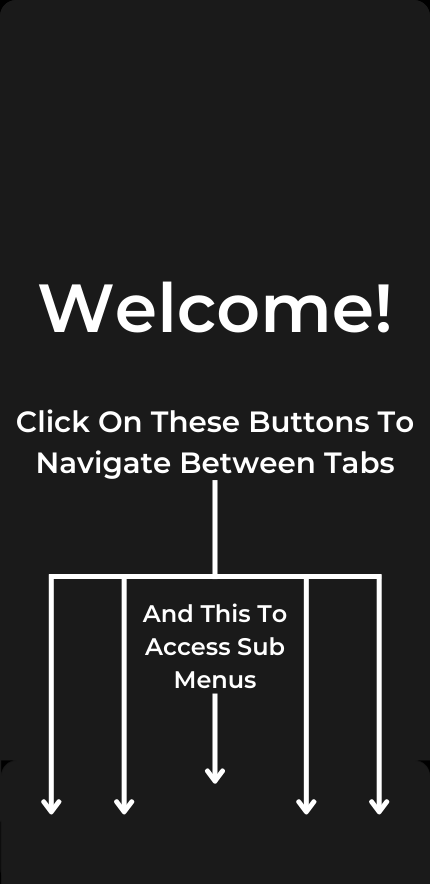 Welcome!
Click On These Buttons To
Navigate Between Tabs
And This To
Access Sub
Menus